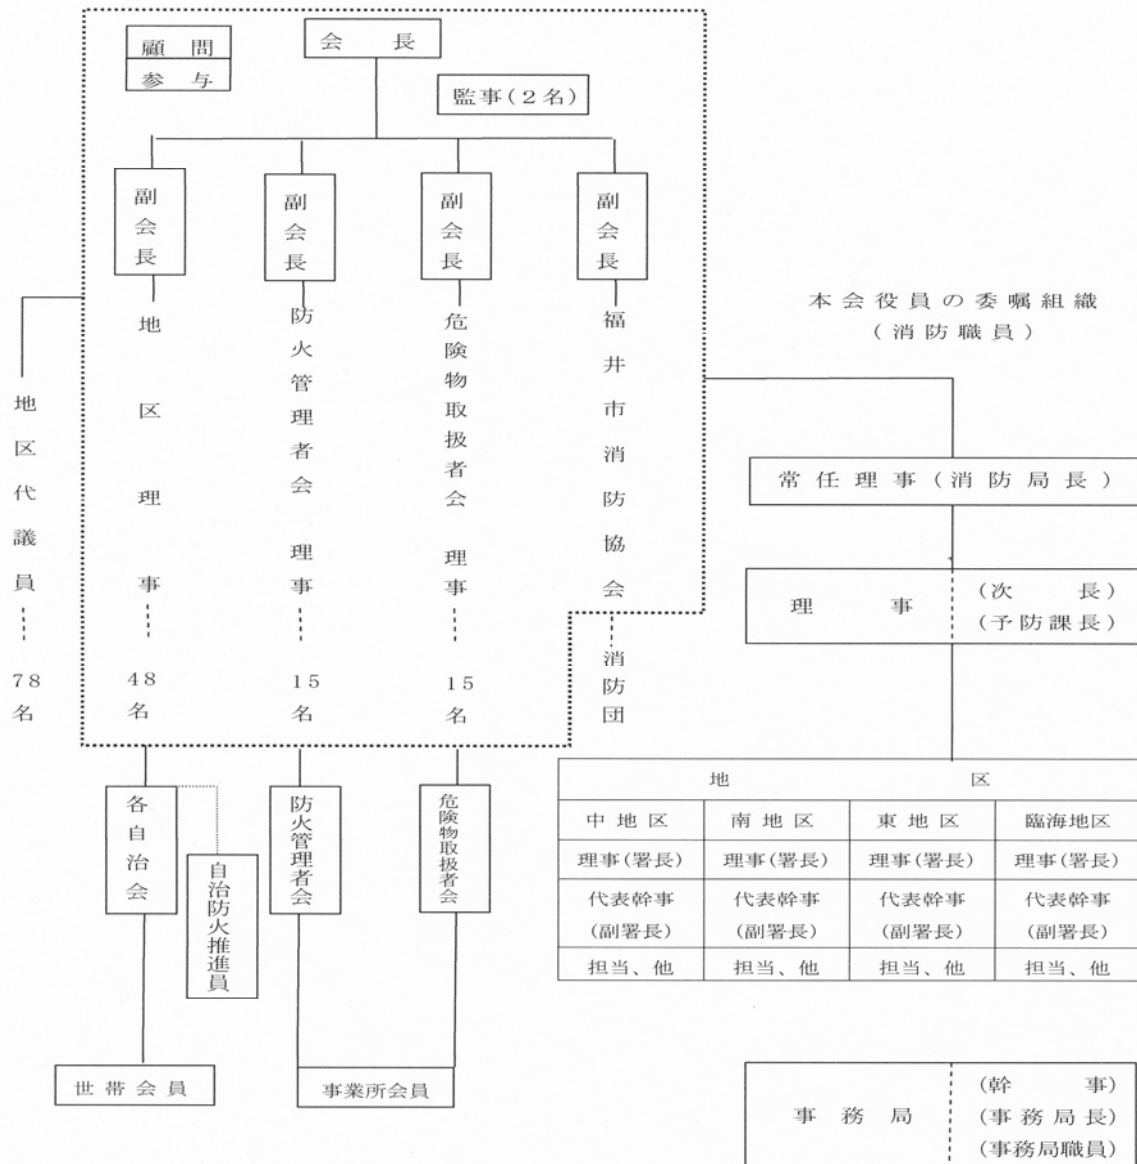 顧問
参与
会長
監事(2名)
副会長
副会長
副会長
副会長
地区理事
48名
防火管理者会 理事
15名
危険物取扱者会 理事
15名
福井市消防協会
消防団
地区代議員
78名
本会役員の委嘱組織
(消防職員)
常任理事(消防局長)
理事
(次長)
(予防課長)
地区
中地区 南地区 東地区 臨海地区
理事(署長) 理事(署長) 理事(署長) 理事(署長)
代表幹事 代表幹事 代表幹事 代表幹事
(副署長) (副署長) (副署長) (副署長)
担当、他 担当、他 担当、他 担当、他
各自治会
自治防火推進員
防火管理者会
危険物取扱者会
世帯会員
事業所会員
事務局
(幹事)
(事務局長)
(事務局職員)